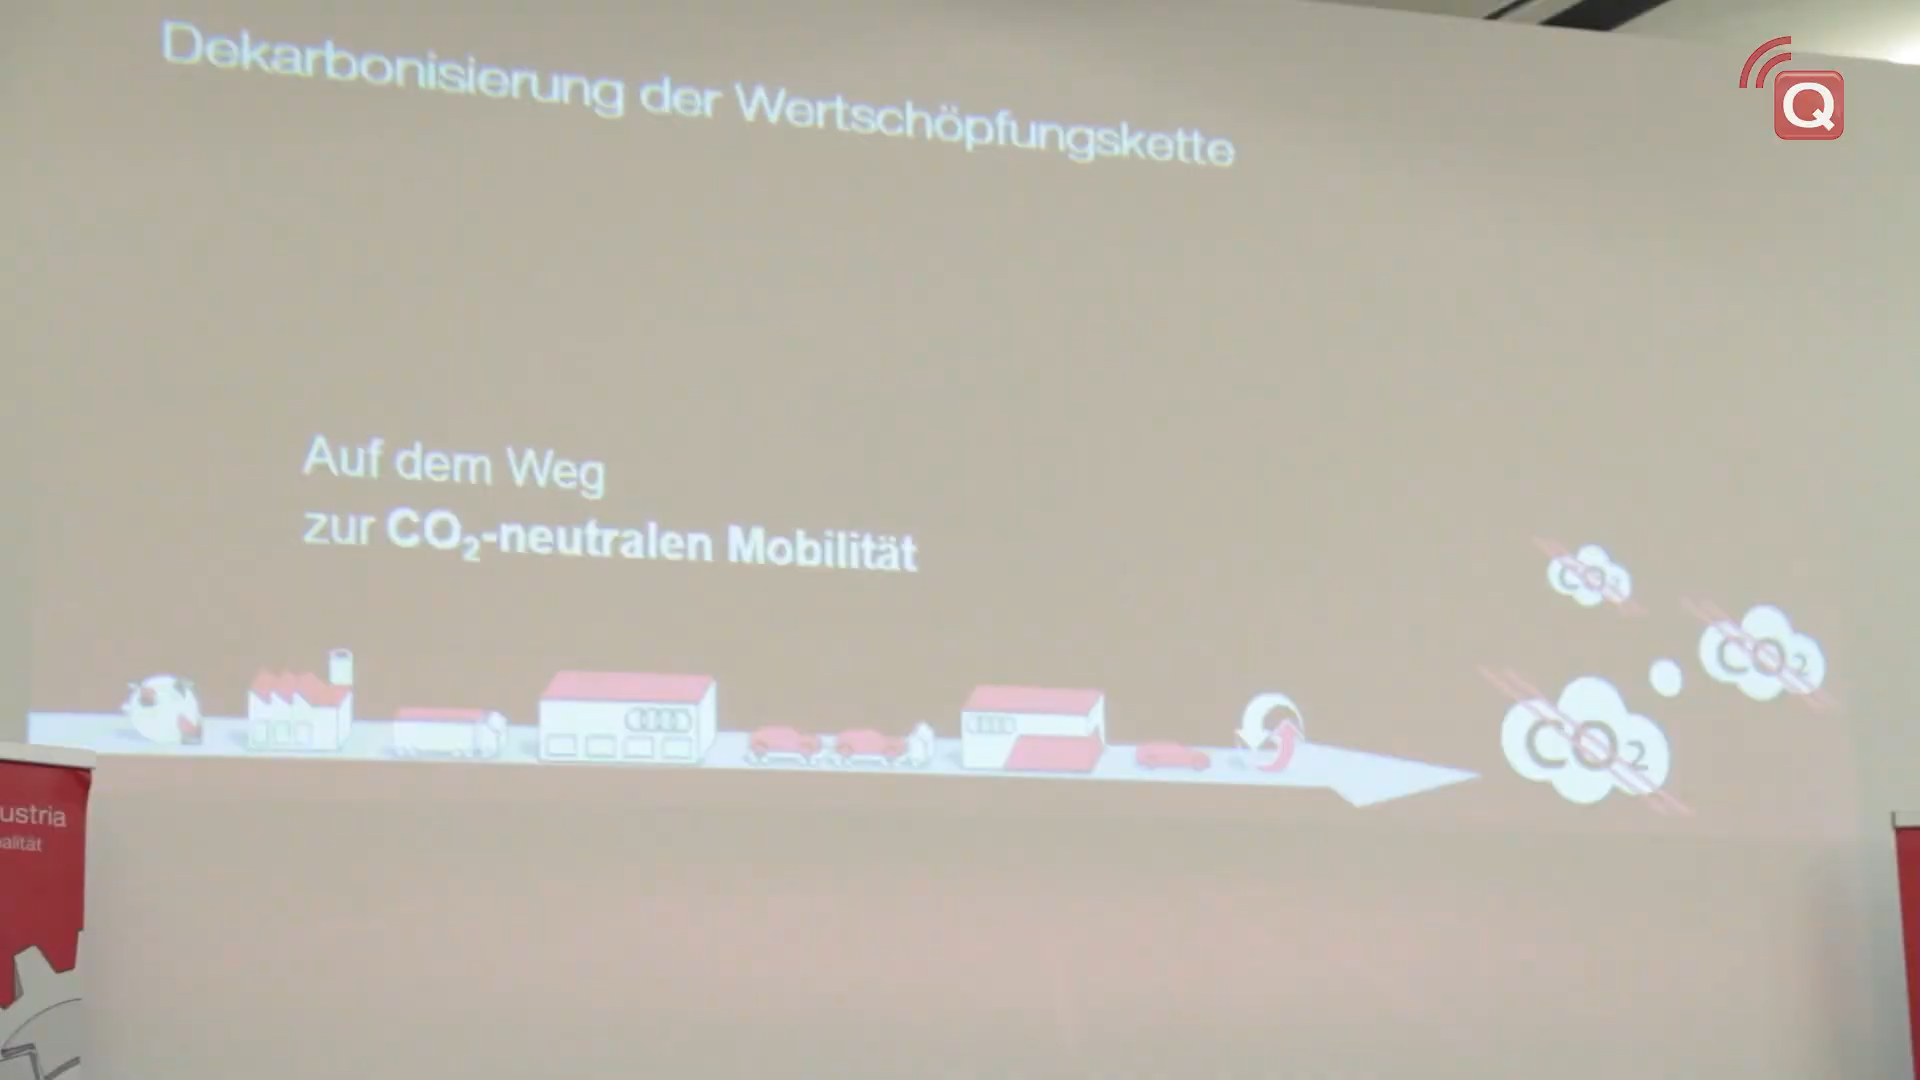 Dekarbonisierung der Wertschöpfungskette
Q
Auf dem Weg
zur CO₂-neutralen Mobilität
CO₂
CO₂
CO₂
ustria
alität